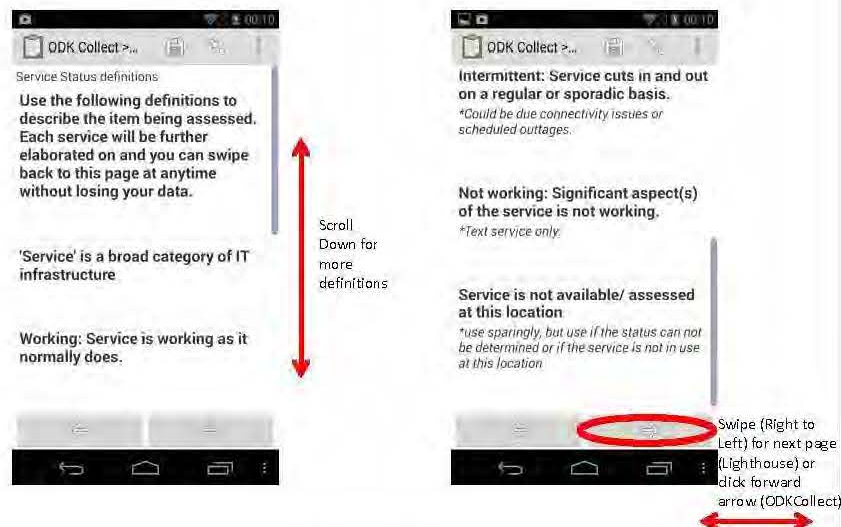 00:10
ODK Collect >...
Service Status definitions
Use the following definitions to
describe the item being assessed.
Each service will be further
elaborated on and you can swipe
back to this page at anytime
without losing your data.
'Service' is a broad category of IT
infrastructure
Working: Service is working as it
normally does.
Scroll
Down for
more
definitions
00:10
ODK Collect >...
Intermittent: Service cuts in and out
on a regular or sporadic basis.
*Could be due connectivity issues or
scheduled outtages.
Not working: Significant aspect(s)
of the service is not working.
*Text service only.
Service is not available/ assessed
at this location
*use sparingly, but use if the status can not
be determined or if the service is not in use
at this location
Swipe (Right to
Left) for next page
(Lighthouse) or
click forward
arrow (ODKCollect)